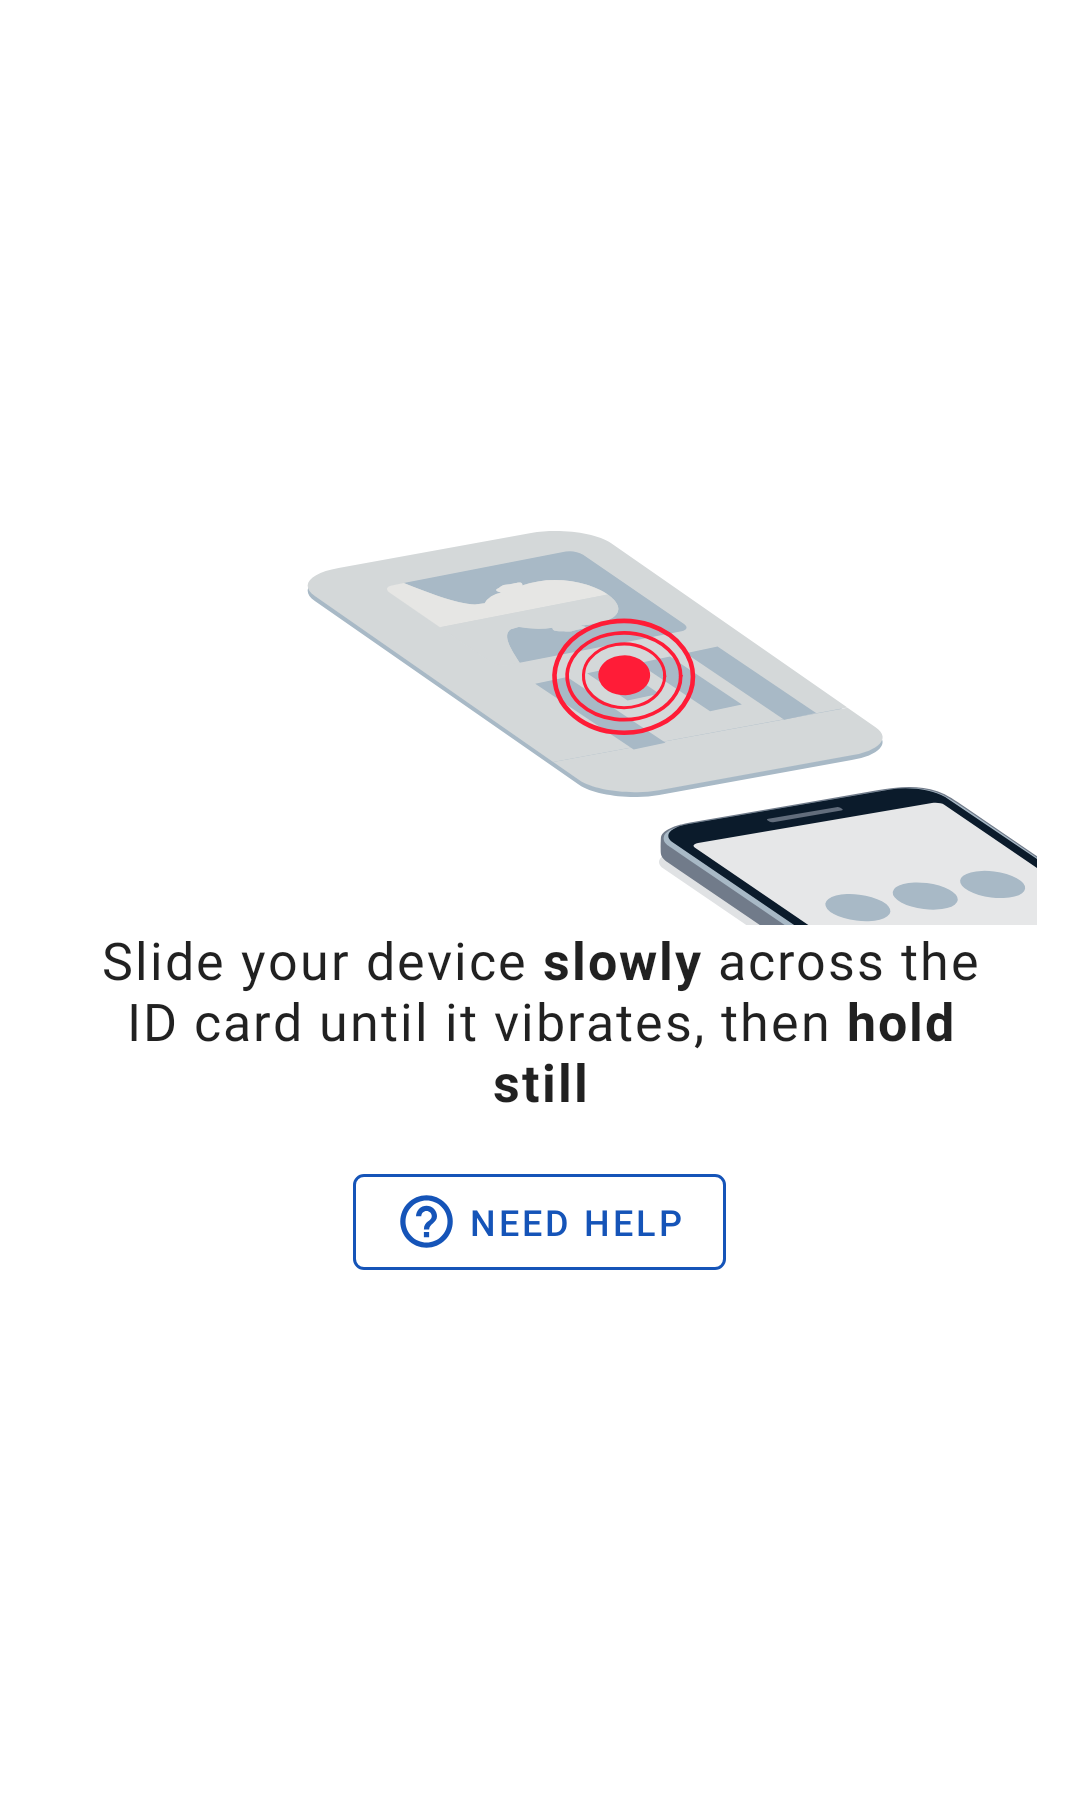 Slide your device slowly across the
ID card until it vibrates, then hold
still
NEED HELP